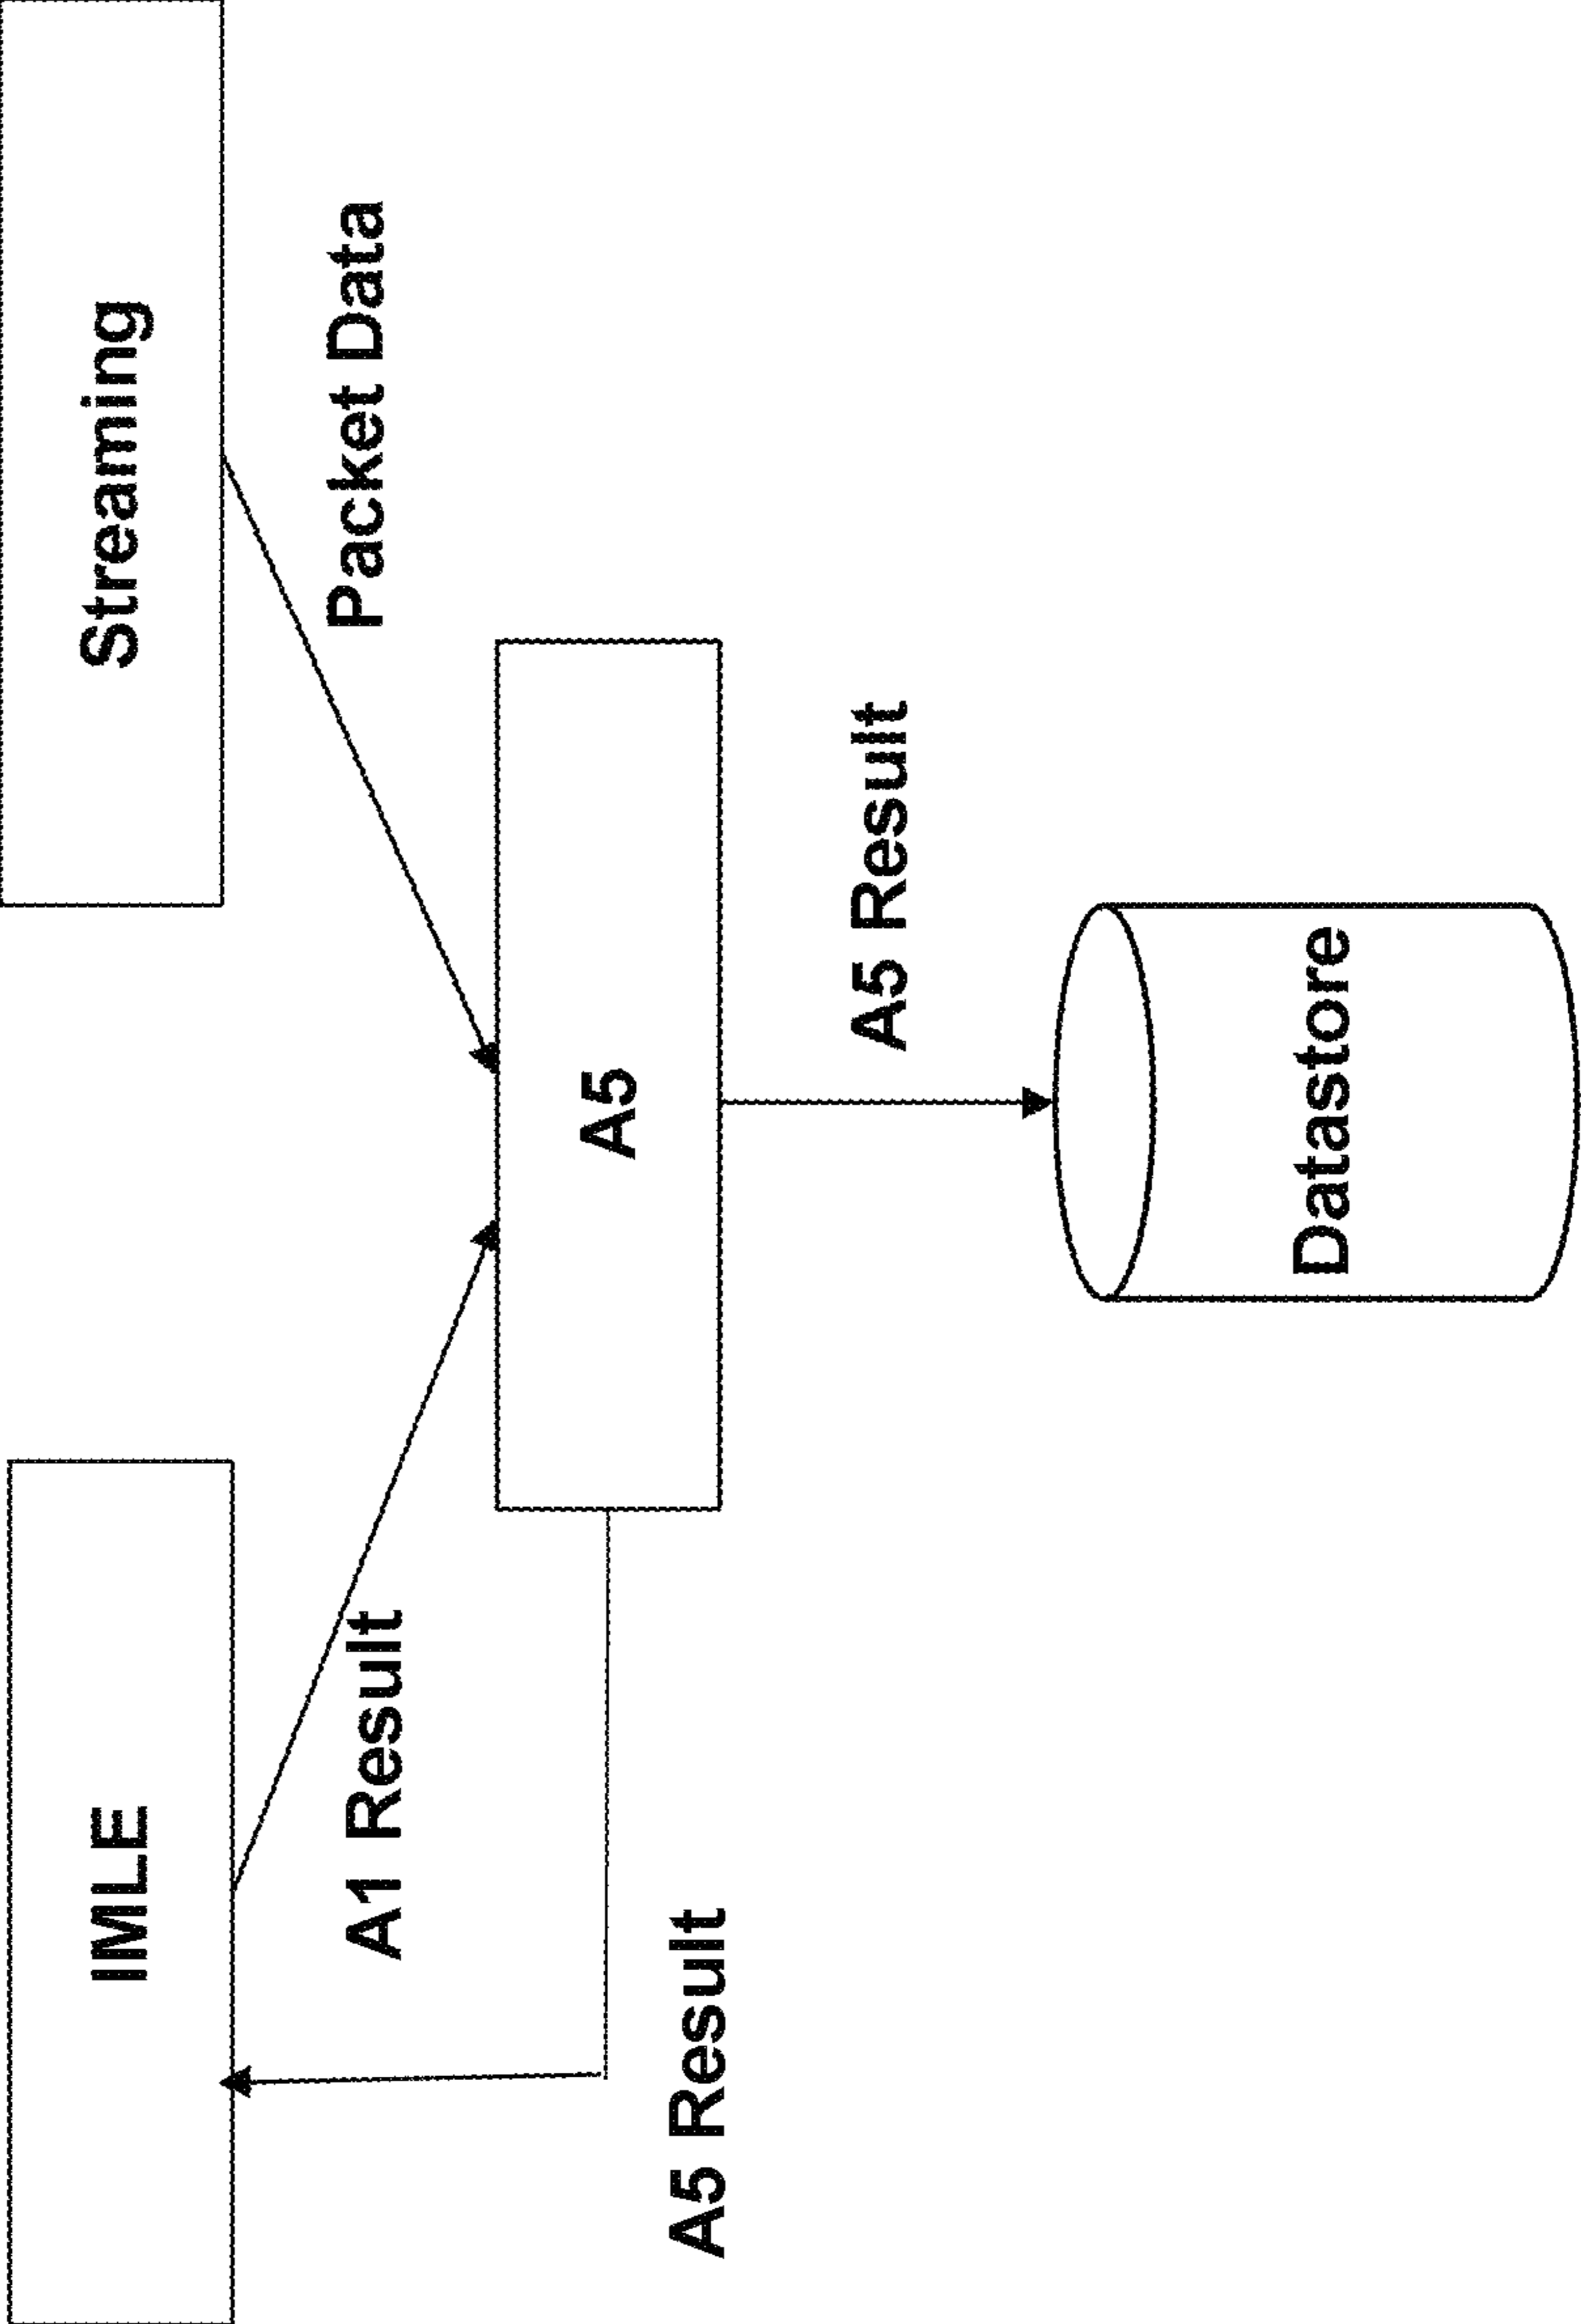 IMLE
Streaming
A1 Result
Packet Data
A5
A5 Result
A5 Result
Datastore